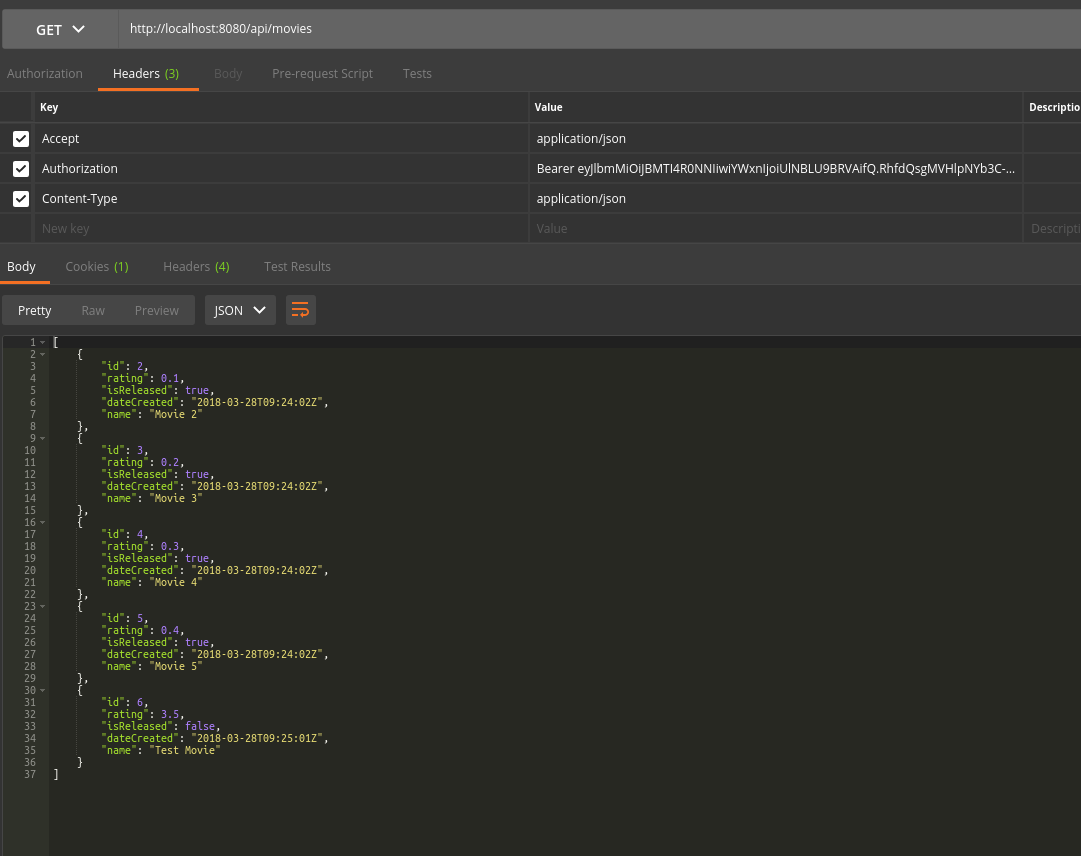 GET http://localhost:8080/api/movies
Authorization Headers (3) Body Pre-request Script Tests
Key Value Descriptio
Accept application/json
Authorization Bearer eyJlbmMiOiJBMTI4R0NNIiwiYWxnIjoiUlNBLU9BRVAifQ.RhfdQsgMVHlpNYb3C-...
Content-Type application/json
New key Value Descripti
Body Cookies (1) Headers (4) Test Results
Pretty Raw Preview JSON
1 [
2 {
3 "id": 2,
4 "rating": 0.1,
5 "isReleased": true,
6 "dateCreated": "2018-03-28T09:24:02Z",
7 "name": "Movie 2"
8 },
9 {
10 "id": 3,
11 "rating": 0.2,
12 "isReleased": true,
13 "dateCreated": "2018-03-28T09:24:02Z",
14 "name": "Movie 3"
15 },
16 {
17 "id": 4,
18 "rating": 0.3,
19 "isReleased": true,
20 "dateCreated": "2018-03-28T09:24:02Z",
21 "name": "Movie 4"
22 },
23 {
24 "id": 5,
25 "rating": 0.4,
26 "isReleased": true,
27 "dateCreated": "2018-03-28T09:24:02Z",
28 "name": "Movie 5"
29 },
30 {
31 "id": 6,
32 "rating": 3.5,
33 "isReleased": false,
34 "dateCreated": "2018-03-28T09:25:01Z",
35 "name": "Test Movie"
36 }
37 ]